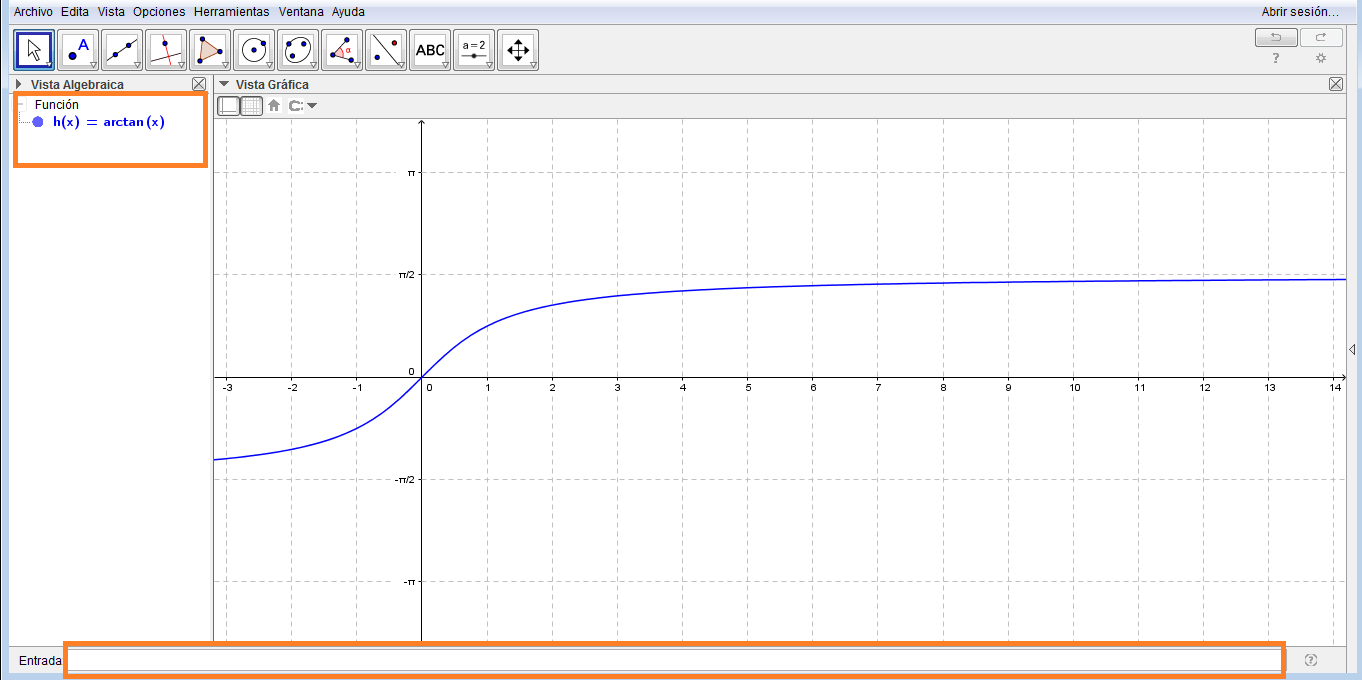 Archivo Edita Vista Opciones Herramientas Ventana Ayuda Abrir sesión...
A α ABC a=2
?
Vista Algebraica
Vista Gráfica
Función
h(x) = arctan (x)
π
π/2
0
-3 -2 -1 0 1 2 3 4 5 6 7 8 9 10 11 12 13 14
-π/2
-π
Entrada
?